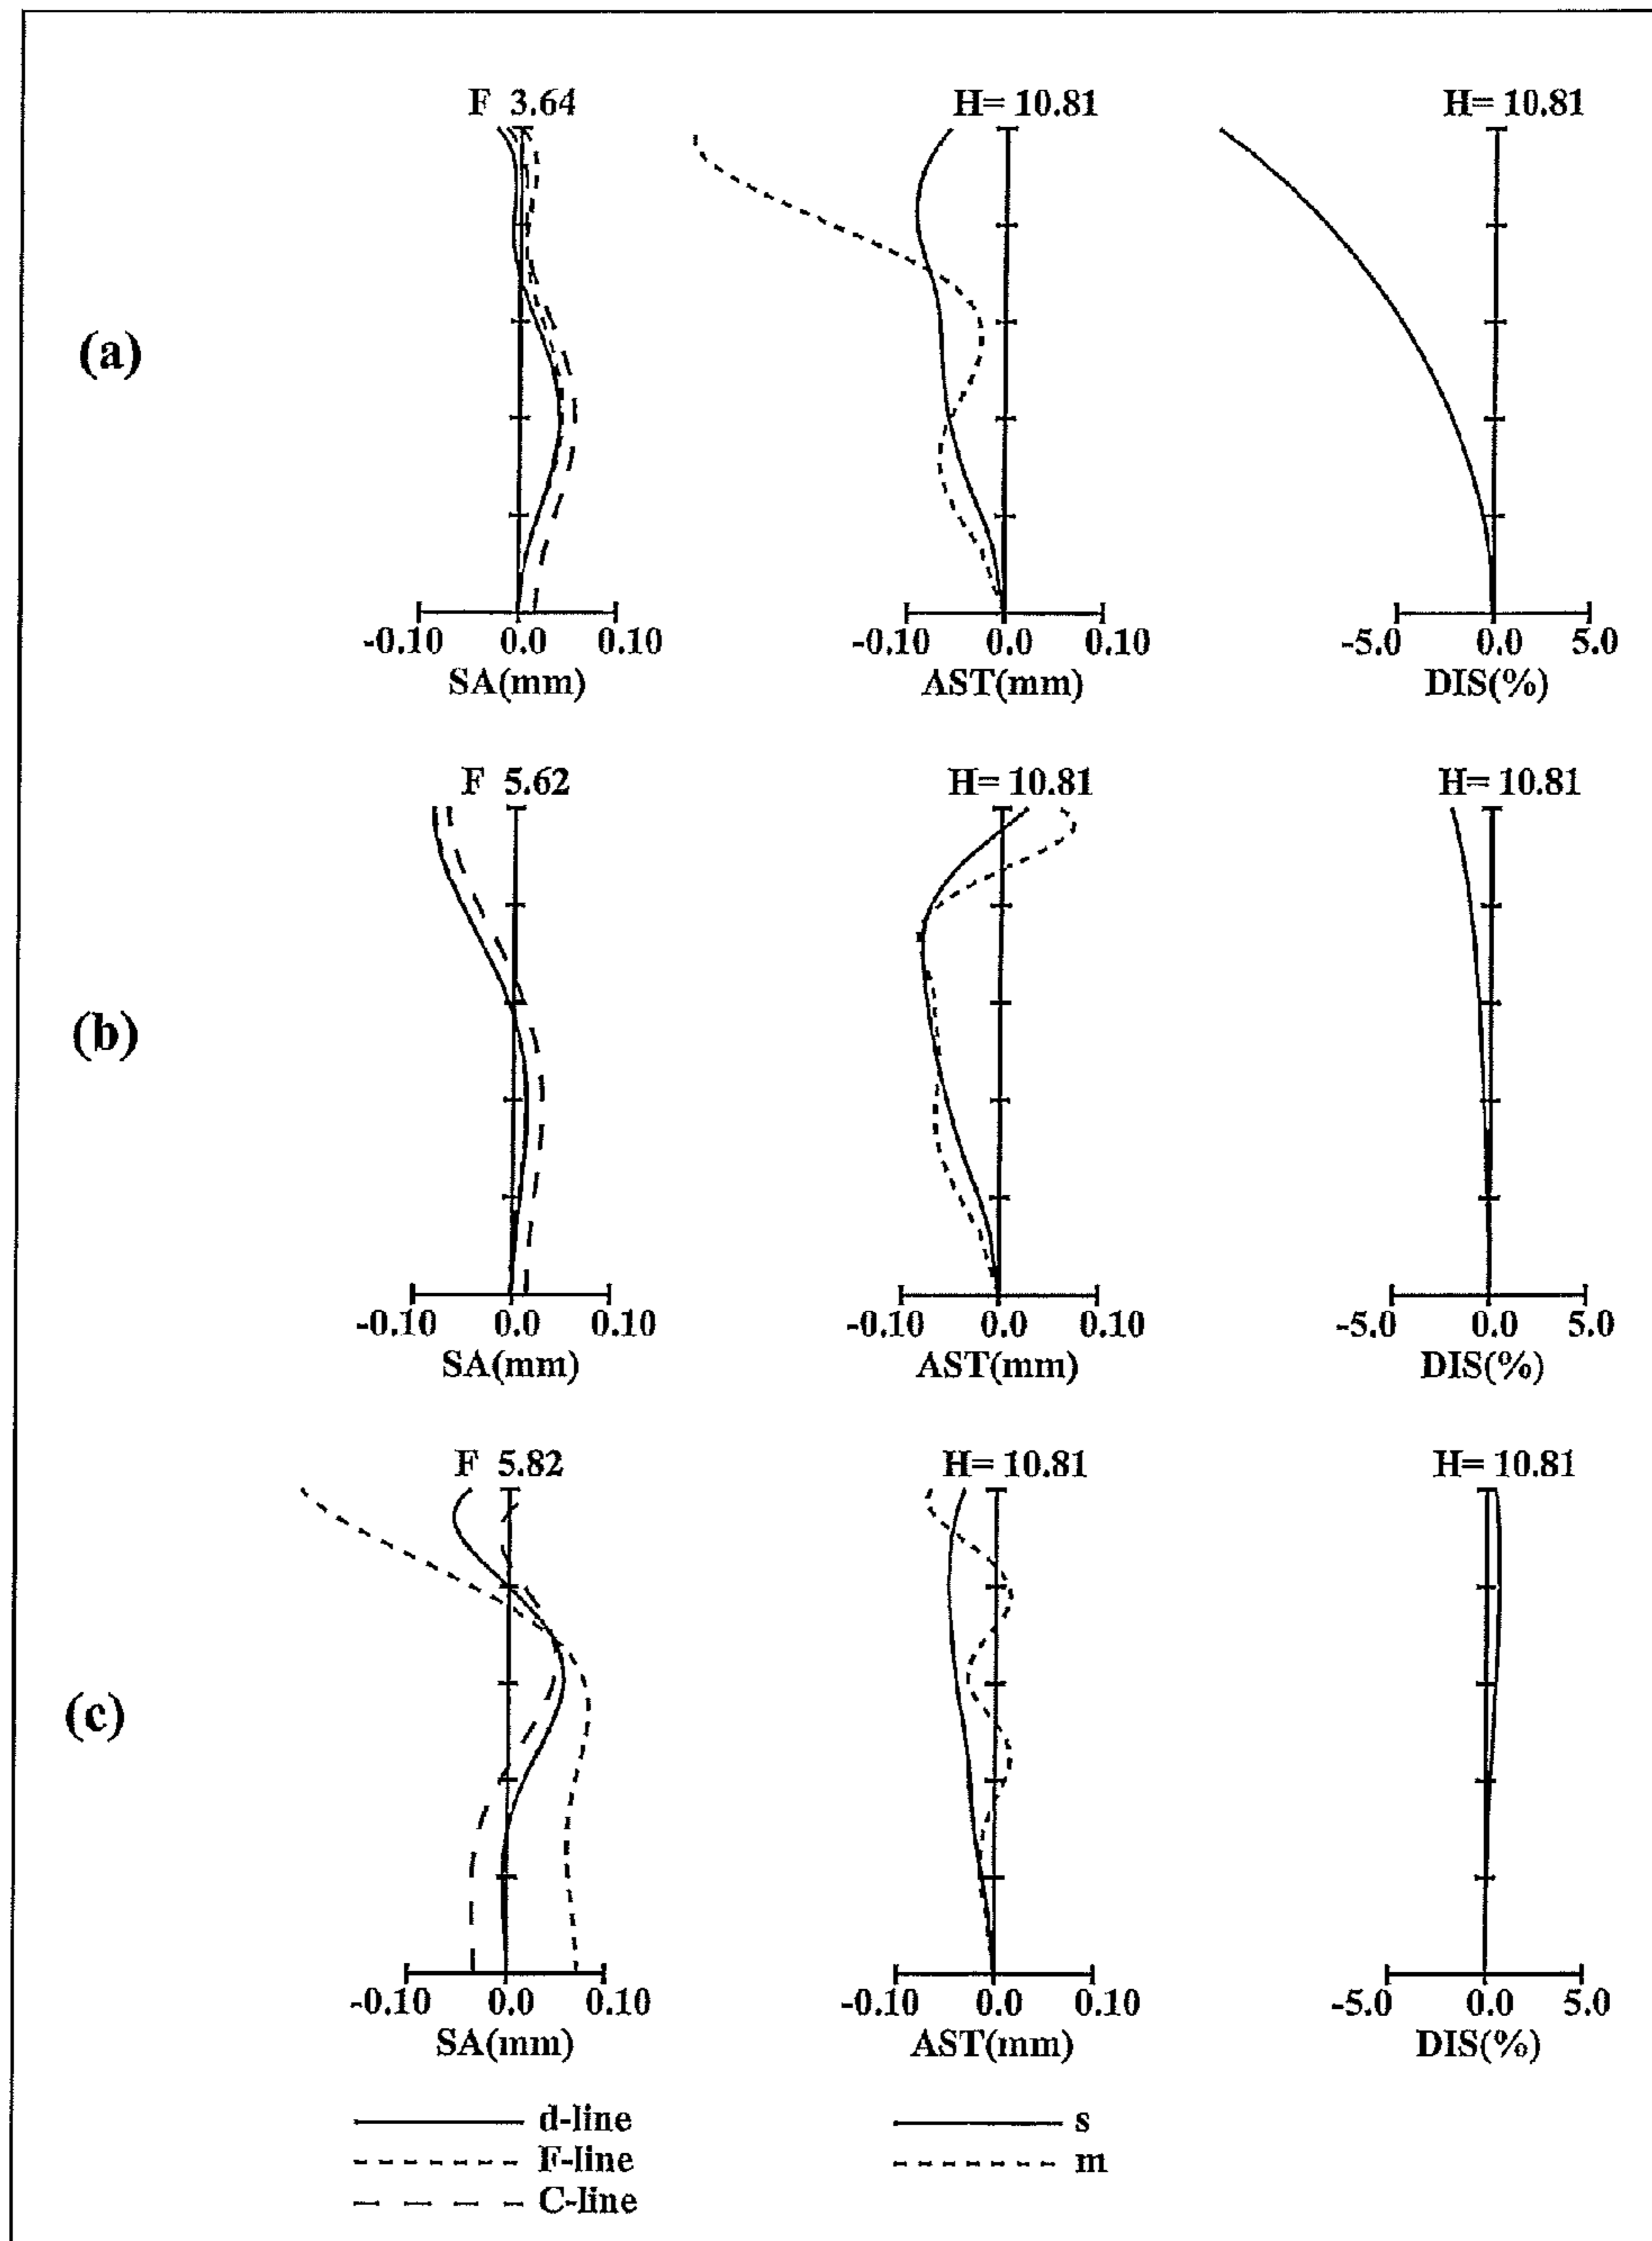 F 3.64 H= 10.81 H= 10.81
(a)
-0.10 0.0 0.10 -0.10 0.0 0.10 -5.0 0.0 5.0
SA(mm) AST(mm) DIS(%)
F 5.62 H= 10.81 H= 10.81
(b)
-0.10 0.0 0.10 -0.10 0.0 0.10 -5.0 0.0 5.0
SA(mm) AST(mm) DIS(%)
F 5.82 H= 10.81 H= 10.81
(c)
-0.10 0.0 0.10 -0.10 0.0 0.10 -5.0 0.0 5.0
SA(mm) AST(mm) DIS(%)
d-line s
F-line m
C-line